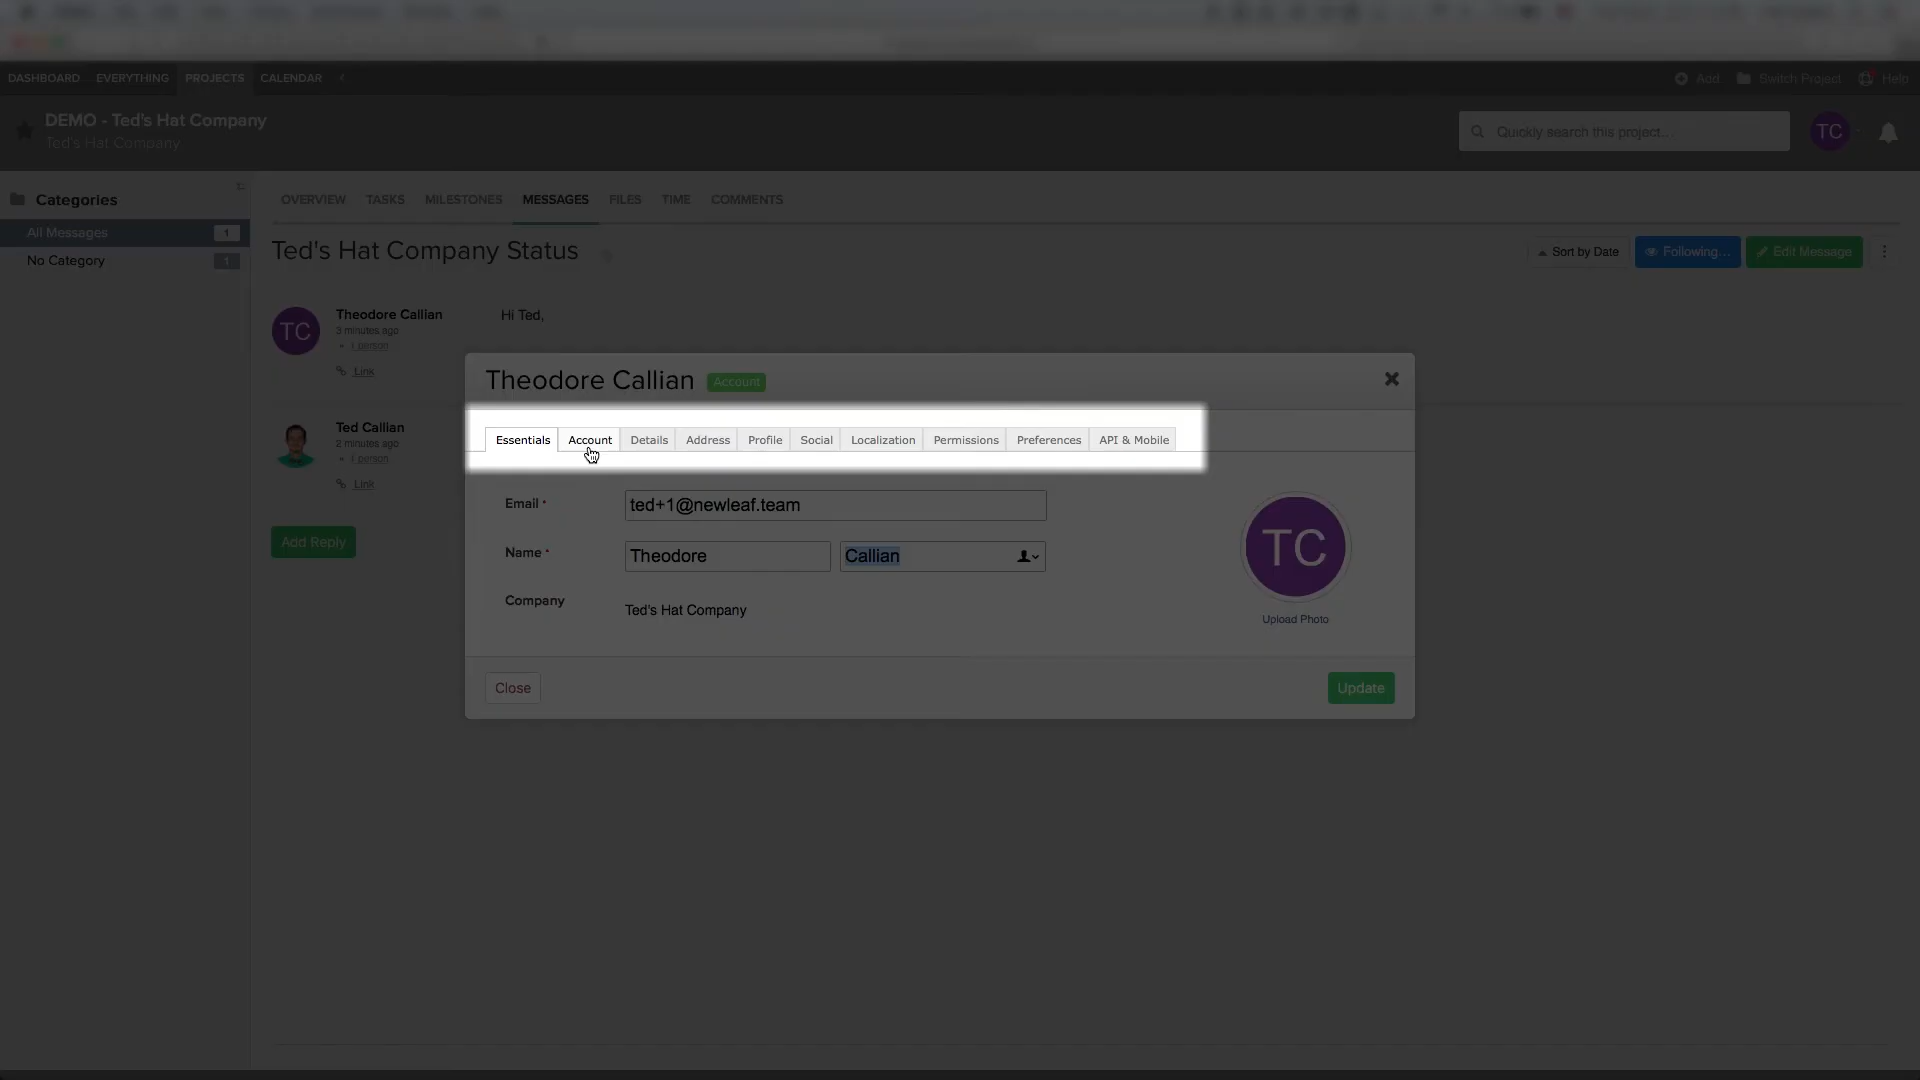 DASHBOARD EVERYTHING PROJECTS CALENDAR
Add Switch Project Help
DEMO - Ted's Hat Company
Ted's Hat Company
Quickly search this project...
TC
Categories
All Messages 1
No Category 1
OVERVIEW TASKS MILESTONES MESSAGES FILES TIME COMMENTS
Ted's Hat Company Status
Sort by Date Following... Edit Message
TC
Theodore Callian
3 minutes ago
1 person
Link
Hi Ted,
Ted Callian
2 minutes ago
1 person
Link
Add Reply
Theodore Callian Account
Essentials Account Details Address Profile Social Localization Permissions Preferences API & Mobile
Email * ted+1@newleaf.team
Name * Theodore Callian
Company Ted's Hat Company
TC
Upload Photo
Close Update